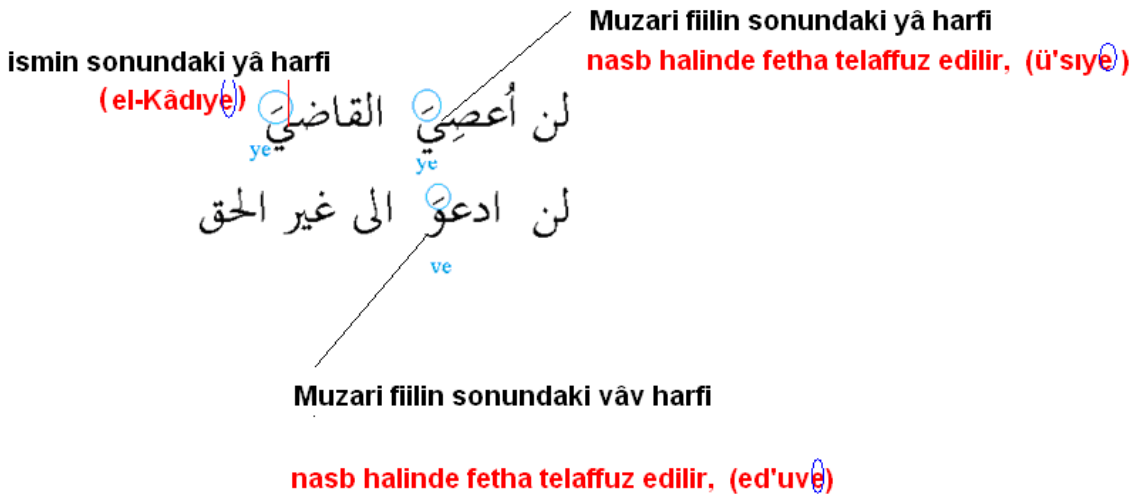 Muzari fiilin sonundaki yâ harfi
nasb halinde fetha telaffuz edilir, (ü'sıye)
ismin sonundaki yâ harfi
(el-Kâdıye)
لن أُعصِيَ القاضيَ
ye
ye
لن ادعوَ الى غير الحق
ve
Muzari fiilin sonundaki vâv harfi
nasb halinde fetha telaffuz edilir, (ed'uve)